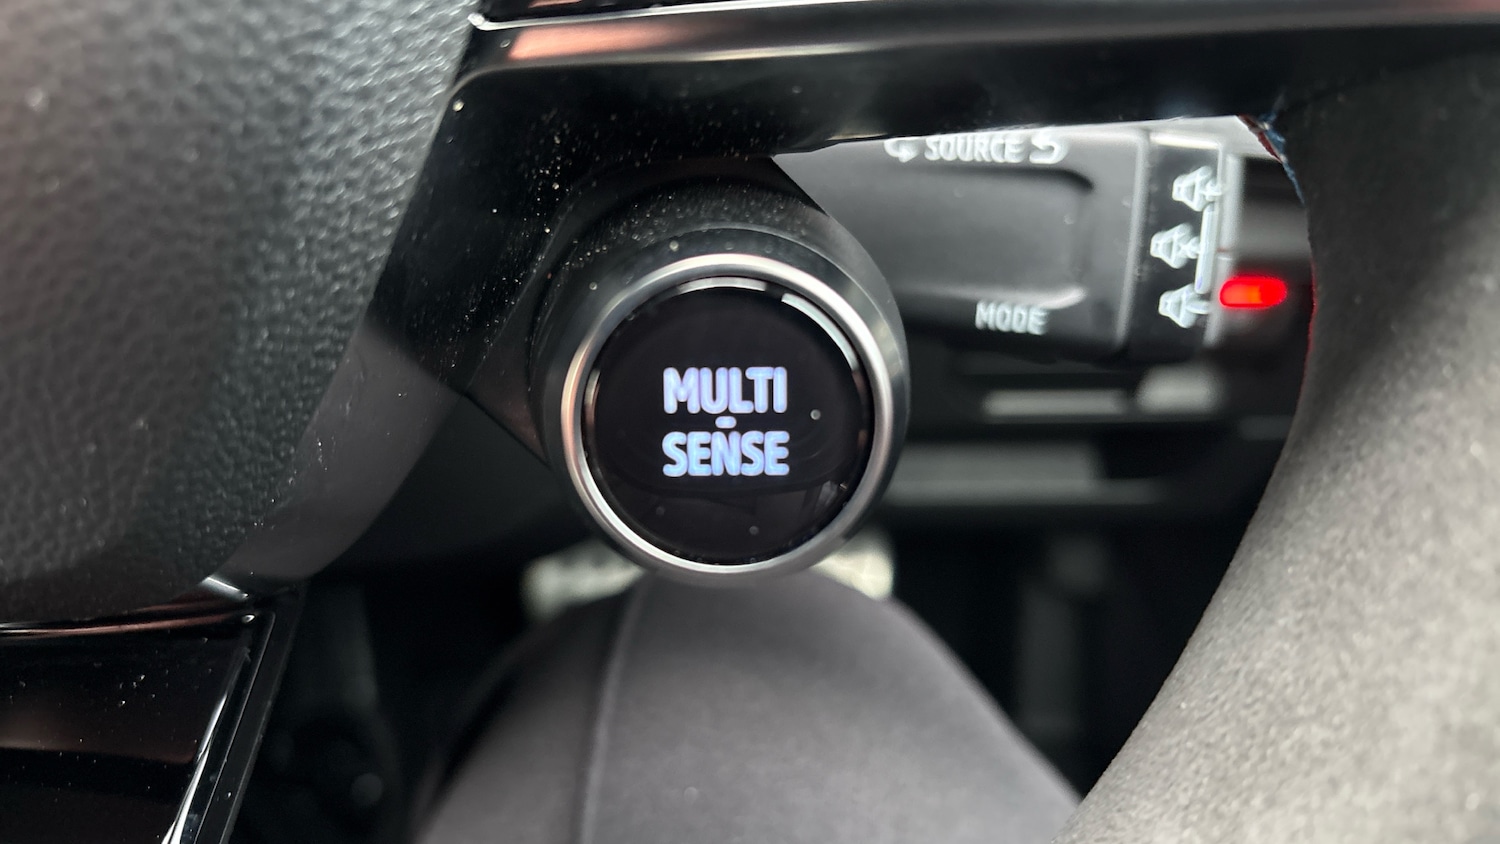 SOURCE
MODE
MULTI
-
SENSE